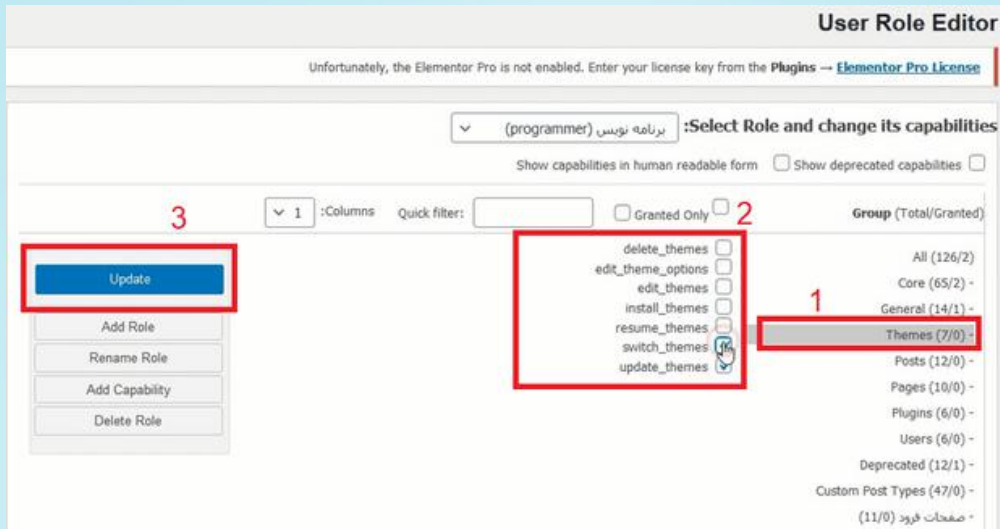 User Role Editor
Unfortunately, the Elementor Pro is not enabled. Enter your license key from the Plugins → Elementor Pro License
Select Role and change its capabilities: برنامه نویس (programmer)
Show capabilities in human readable form Show deprecated capabilities
3
1 Columns: Quick filter: Granted Only 2 Group (Total/Granted)
Update
Add Role
Rename Role
Add Capability
Delete Role
delete_themes
edit_theme_options
edit_themes
install_themes
resume_themes
switch_themes
update_themes
1
All (126/2)
Core (65/2) -
General (14/1) -
Themes (7/0) -
Posts (12/0) -
Pages (10/0) -
Plugins (6/0) -
Users (6/0) -
Deprecated (12/1) -
Custom Post Types (47/0) -
- صفحات فرود (11/0)